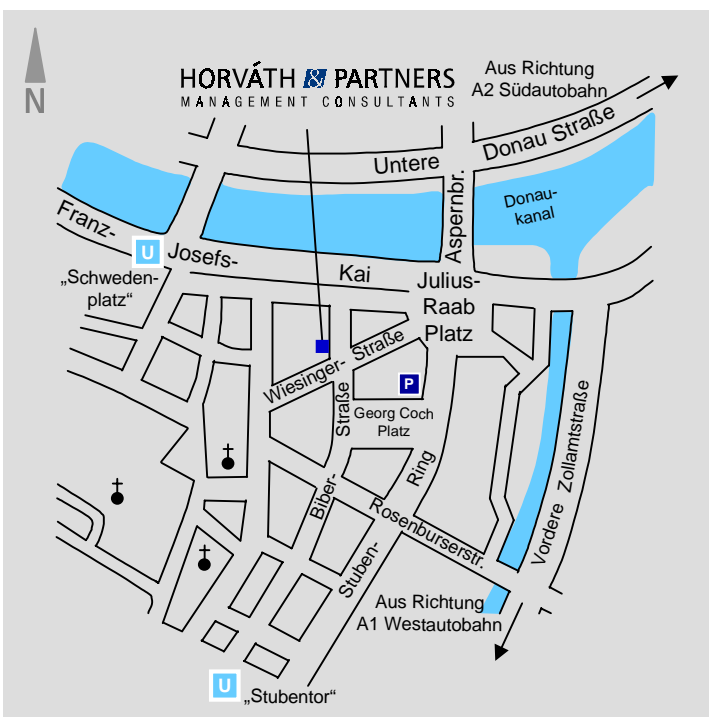 HORVÁTH & PARTNERS
MANAGEMENT CONSULTANTS
Aus Richtung
A2 Südautobahn
N
Untere
Donau Straße
Aspernbr.
Donau-
kanal
Franz-
U
Josefs-
Kai
„Schweden-
platz“
Julius-
Raab
Platz
Wiesinger-
Straße
P
Georg Coch
Platz
Biber-
Straße
Stuben-
Ring
Rosenburserstr.
Vordere Zollamtstraße
Aus Richtung
A1 Westautobahn
U
„Stubentor“